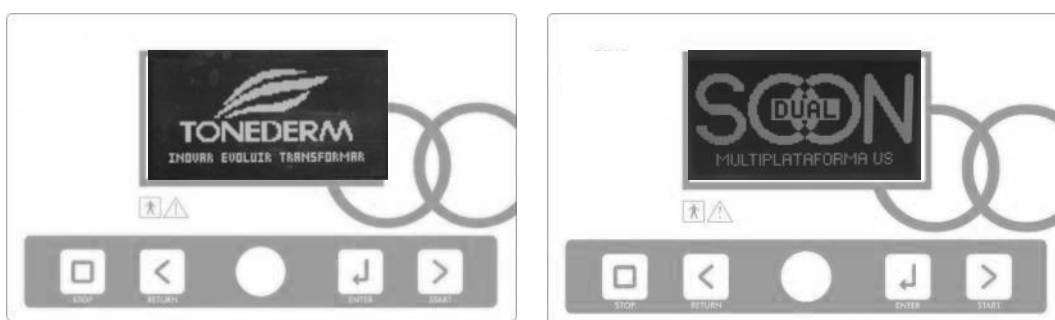 TONEDERM
INOVAR EVOLUIR TRANSFORMAR
STOP
RETURN
ENTER
START
SOON
DUAL
MULTIPLATAFORMA US
STOP
RETURN
ENTER
START